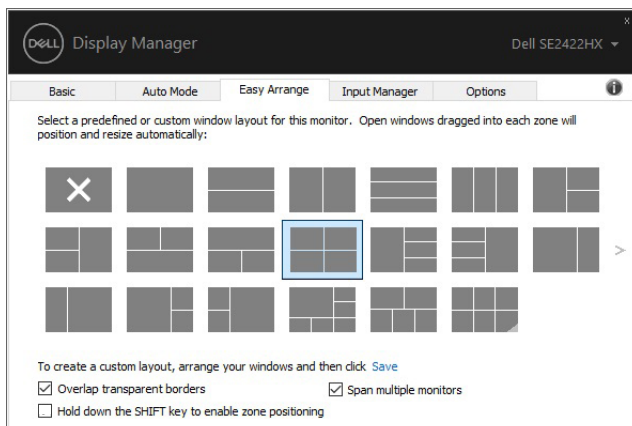 DELL Display Manager Dell SE2422HX
Basic Auto Mode Easy Arrange Input Manager Options
Select a predefined or custom window layout for this monitor. Open windows dragged into each zone will
position and resize automatically:
To create a custom layout, arrange your windows and then click Save
Overlap transparent borders Span multiple monitors
Hold down the SHIFT key to enable zone positioning